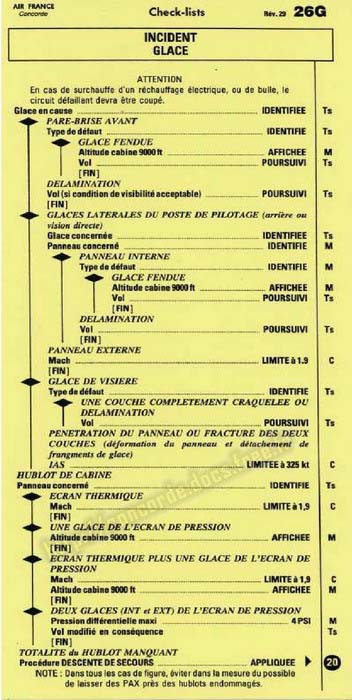 AIR FRANCE
Concorde
Check-lists
Rév. 29 26G
INCIDENT
GLACE
ATTENTION
En cas de surchauffe d'un réchauffage électrique, ou de bulle, le
circuit défaillant devra être coupé.
Glace en cause IDENTIFIEE Ts
PARE-BRISE AVANT
Type de défaut IDENTIFIE Ts
GLACE FENDUE
Altitude cabine 9000 ft AFFICHEE M
Vol POURSUIVI Ts
[FIN]
DELAMINATION
Vol (si condition de visibilité acceptable) POURSUIVI Ts
[FIN]
GLACES LATERALES DU POSTE DE PILOTAGE (arrière ou
vision directe)
Glace concernée IDENTIFIEE Ts
Panneau concerné IDENTIFIE M
PANNEAU INTERNE
Type de défaut IDENTIFIE M
GLACE FENDUE
Altitude cabine 9000 ft AFFICHEE M
Vol POURSUIVI Ts
[FIN]
DELAMINATION
Vol POURSUIVI Ts
[FIN]
PANNEAU EXTERNE
Mach LIMITE à 1.9 C
[FIN]
GLACE DE VISIERE
Type de défaut IDENTIFIE Ts
UNE COUCHE COMPLETEMENT CRAQUELEE OU
DELAMINATION
Vol POURSUIVI Ts
[FIN]
PENETRATION DU PANNEAU OU FRACTURE DES DEUX
COUCHES (déformation du panneau et détachement de
frangments de glace)
IAS LIMITEE à 325 kt C
[FIN]
HUBLOT DE CABINE
Panneau concerné IDENTIFIE Ts
ECRAN THERMIQUE
Mach LIMITE à 1,9 C
[FIN]
UNE GLACE DE L'ECRAN DE PRESSION
Altitude cabine 9000 ft AFFICHEE M
[FIN]
ECRAN THERMIQUE PLUS UNE GLACE DE L'ECRAN DE
PRESSION
Mach LIMITE à 1,9 C
Altitude cabine 9000 ft AFFICHEE M
[FIN]
DEUX GLACES (INT et EXT) DE L'ECRAN DE PRESSION
Pression différentielle maxi 4 PSI M
Vol modifié en conséquence Ts
[FIN]
TOTALITE du HUBLOT MANQUANT
Procédure DESCENTE DE SECOURS APPLIQUEE 20
NOTE : Dans tous les cas de figure, éviter dans la mesure du possible
de laisser des PAX près des hublots endommagés.